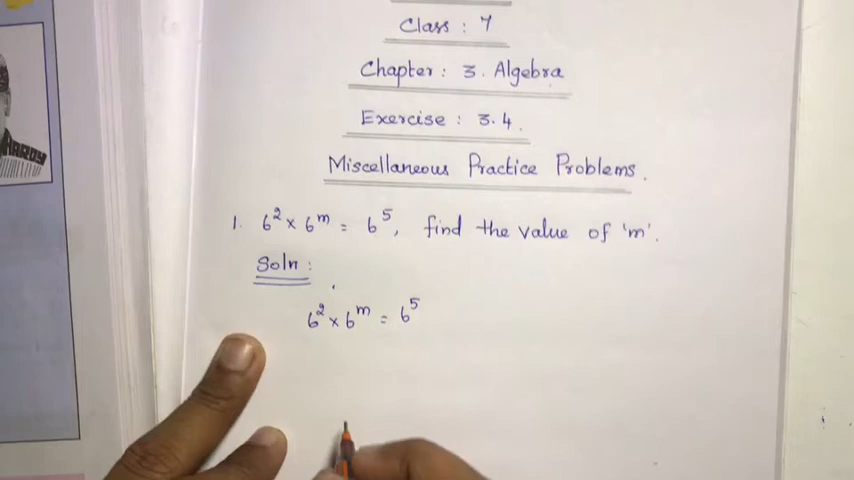 Class : 7
Chapter : 3. Algebra
Exercise : 3.4.
Miscellaneous Practice Problems.
1. 6² × 6ᵐ = 6⁵, find the value of 'm'.
Soln :
6² × 6ᵐ = 6⁵
HARDY